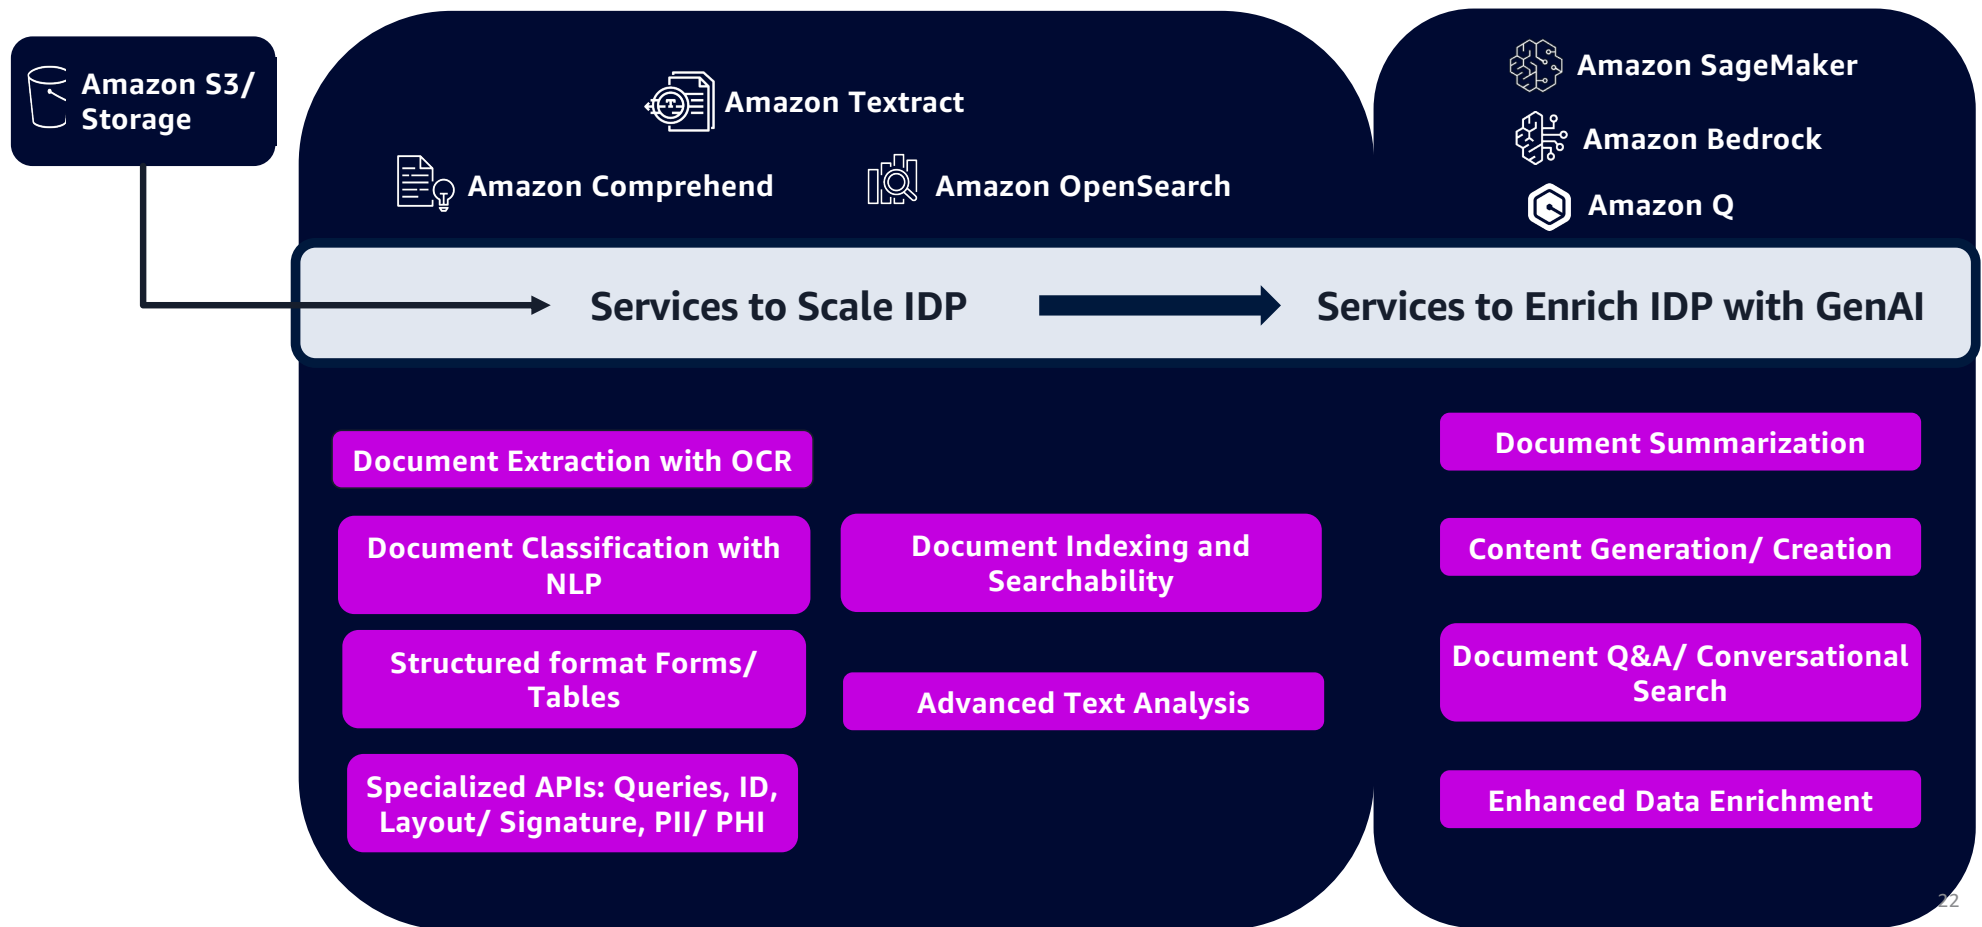 Amazon S3/
Storage
Amazon Textract
Amazon Comprehend
Amazon OpenSearch
Amazon SageMaker
Amazon Bedrock
Amazon Q
Services to Scale IDP
Services to Enrich IDP with GenAI
Document Extraction with OCR
Document Classification with
NLP
Structured format Forms/
Tables
Specialized APIs: Queries, ID,
Layout/ Signature, PII/ PHI
Document Indexing and
Searchability
Advanced Text Analysis
Document Summarization
Content Generation/ Creation
Document Q&A/ Conversational
Search
Enhanced Data Enrichment
22